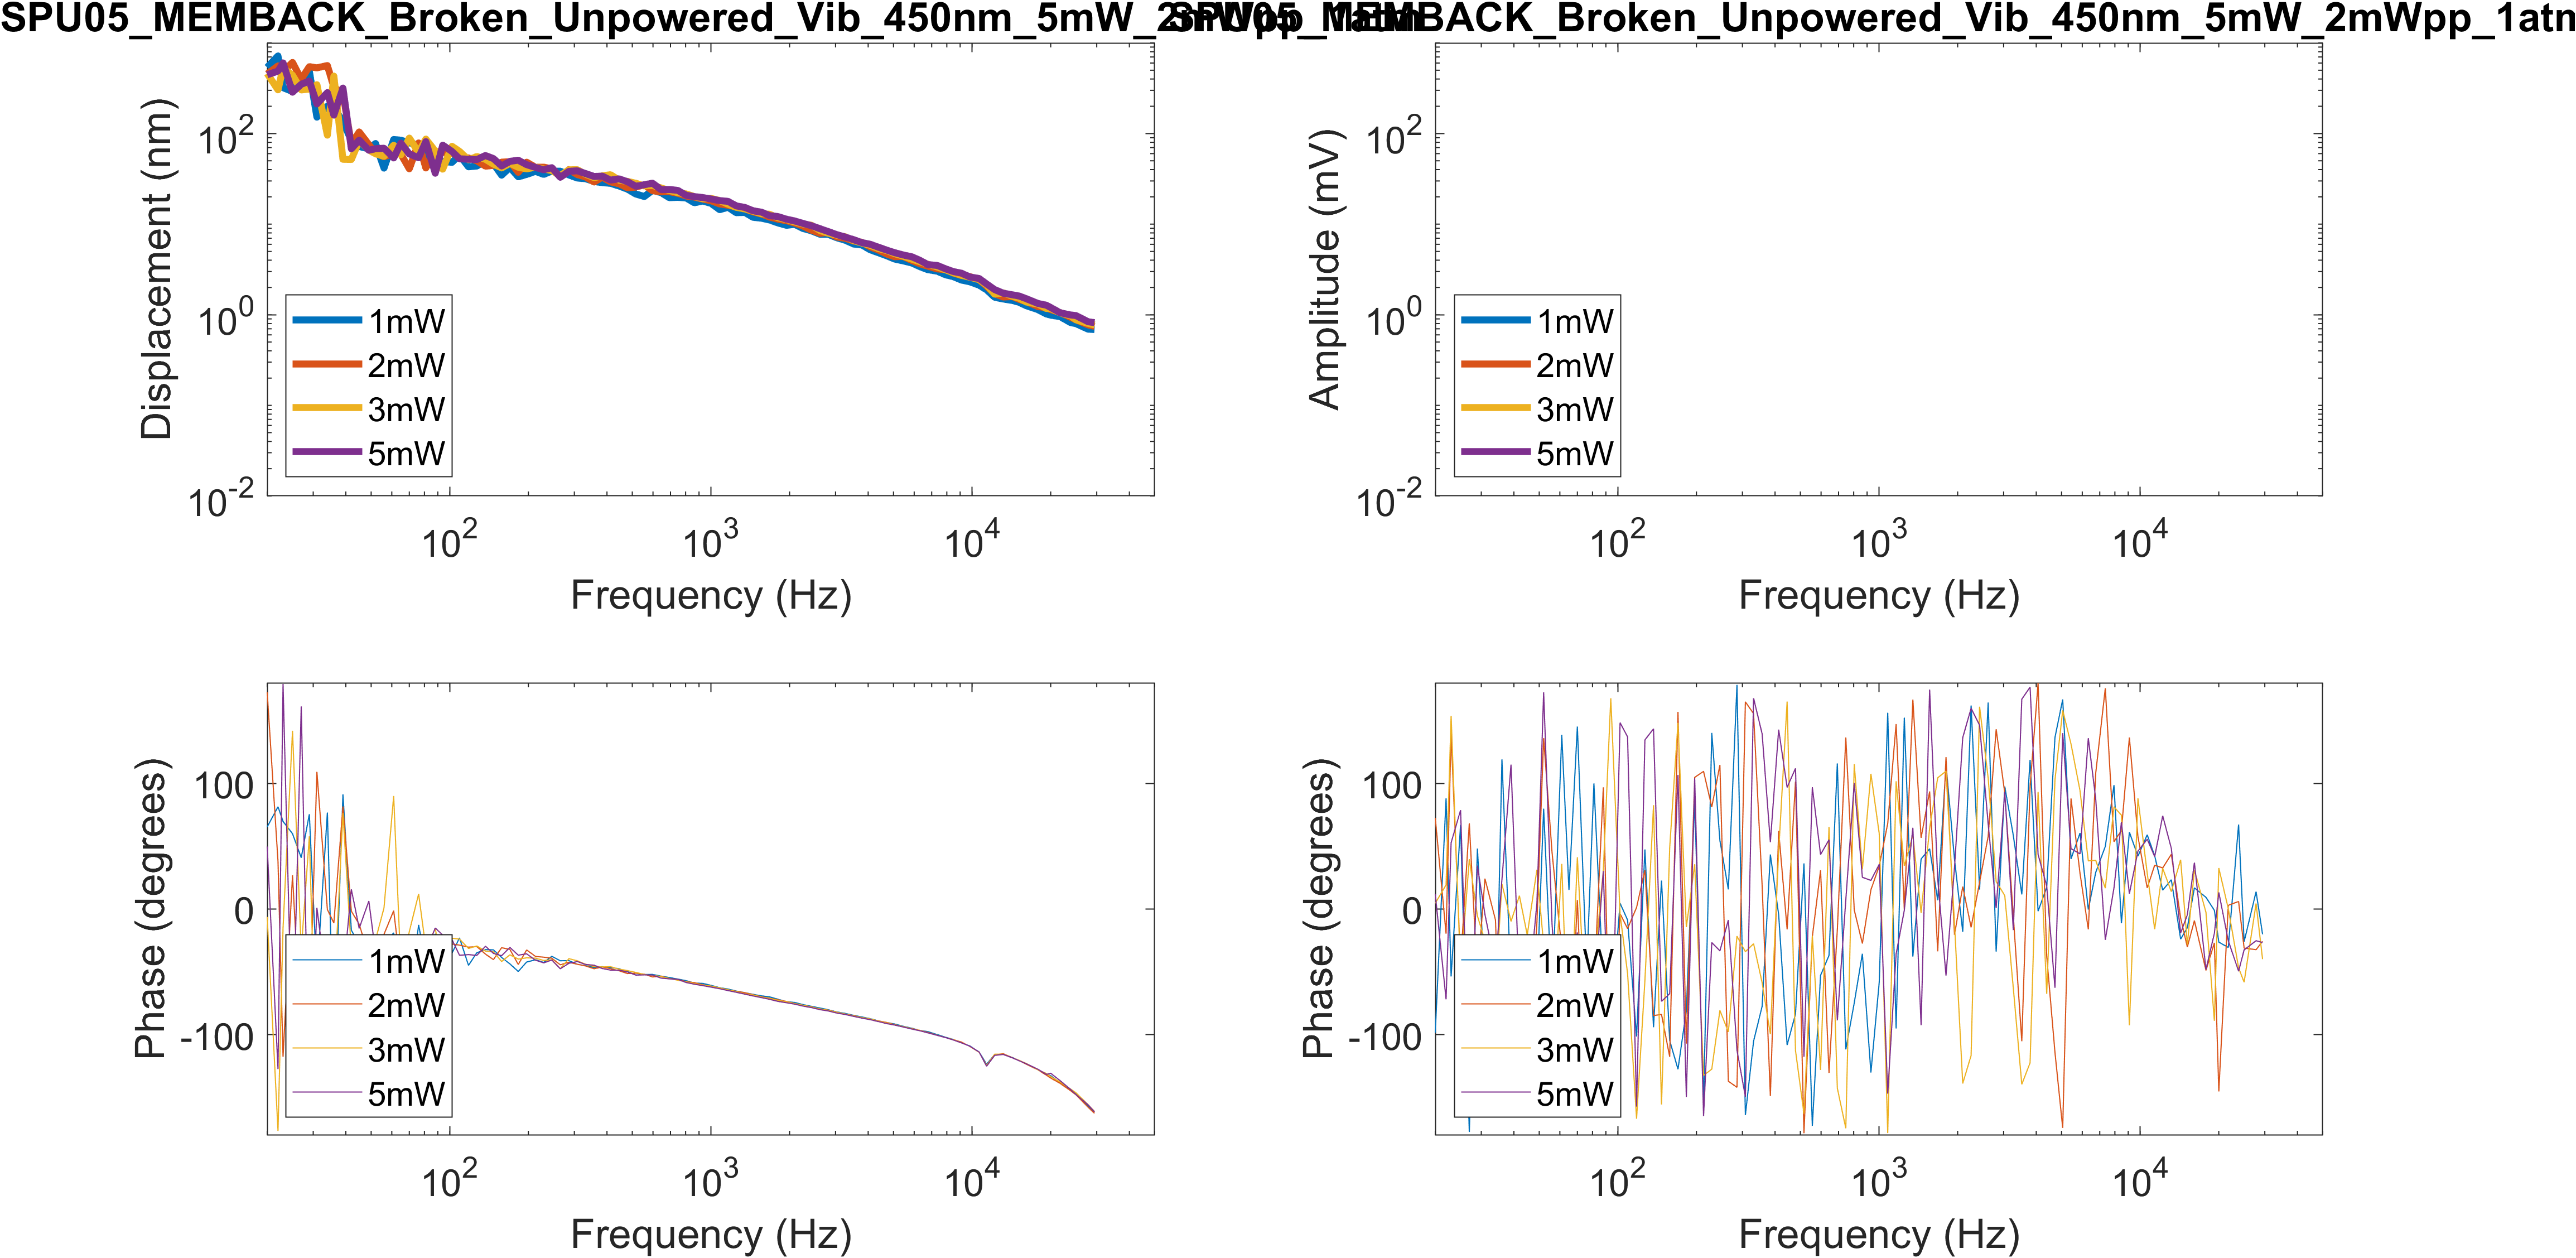 SPU05_MEMBACK_Broken_Unpowered_Vib_450nm_5mW_2mWpp_1atm
SPU05_MEMBACK_Broken_Unpowered_Vib_450nm_5mW_2mWpp_1atm
Displacement (nm)
10^2
10^0
10^-2
1mW
2mW
3mW
5mW
10^2 10^3 10^4
Frequency (Hz)
Amplitude (mV)
10^2
10^0
10^-2
1mW
2mW
3mW
5mW
10^2 10^3 10^4
Frequency (Hz)
Phase (degrees)
100
0
-100
1mW
2mW
3mW
5mW
10^2 10^3 10^4
Frequency (Hz)
Phase (degrees)
100
0
-100
1mW
2mW
3mW
5mW
10^2 10^3 10^4
Frequency (Hz)